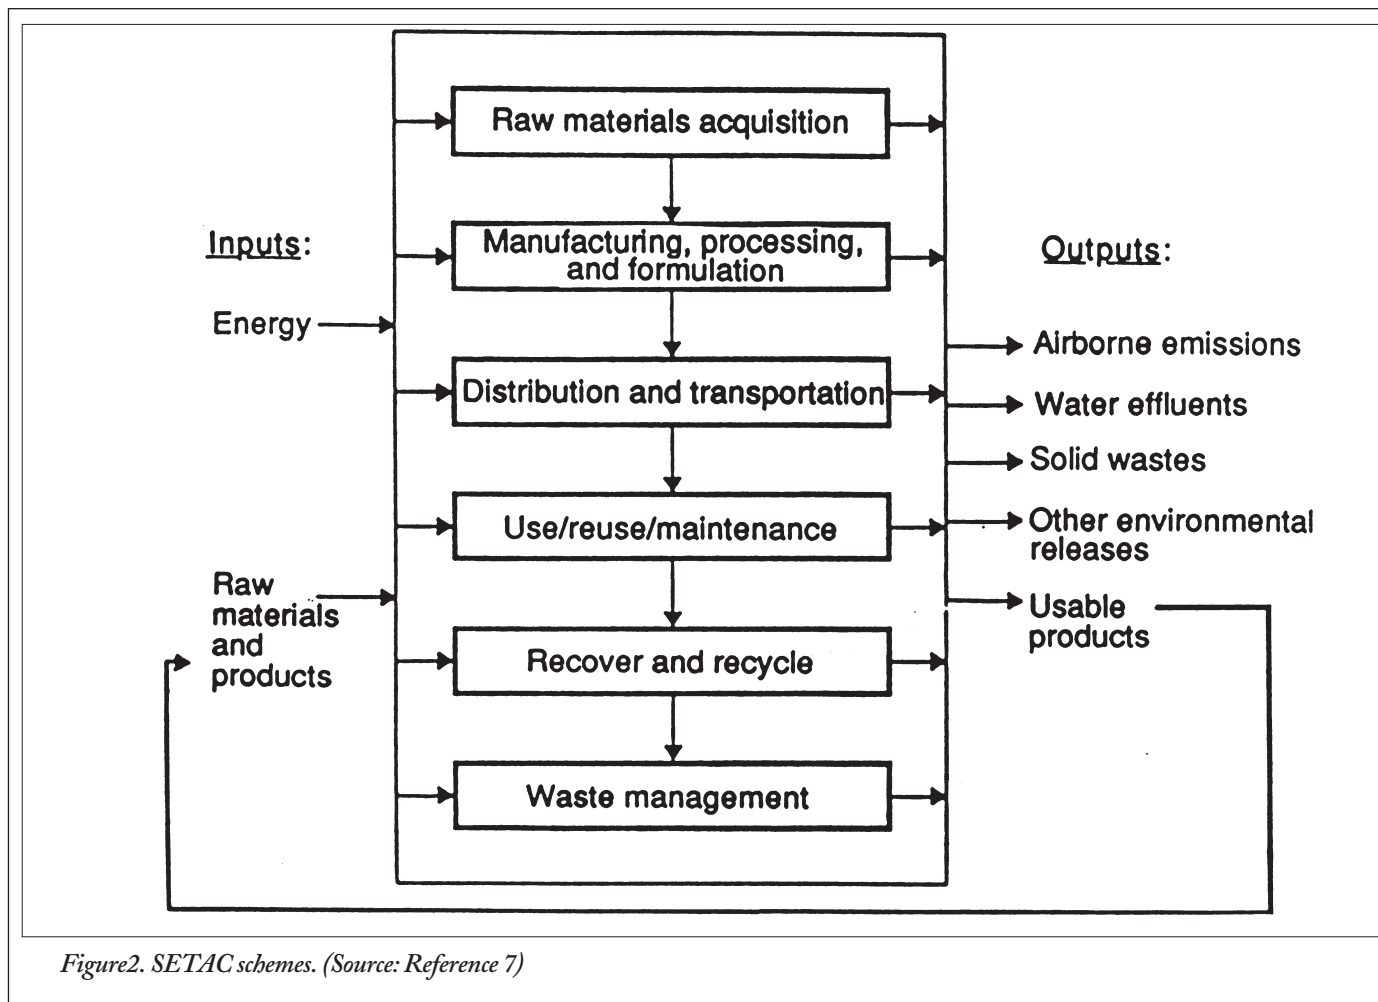 Raw materials acquisition
Inputs:
Manufacturing, processing,
and formulation
Outputs:
Energy
Airborne emissions
Distribution and transportation
Water effluents
Solid wastes
Use/reuse/maintenance
Other environmental
releases
Raw
materials
and
products
Usable
products
Recover and recycle
Waste management
Figure2. SETAC schemes. (Source: Reference 7)